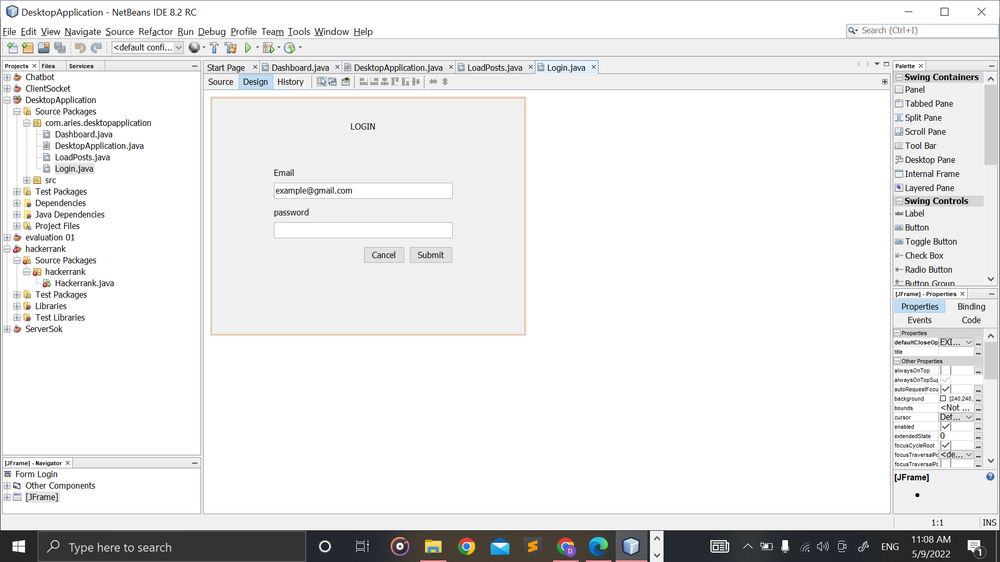 DesktopApplication - NetBeans IDE 8.2 RC
File Edit View Navigate Source Refactor Run Debug Profile Team Tools Window Help
Search (Ctrl+I)
<default confi...
Projects Files Services
Chatbot
ClientSocket
DesktopApplication
Source Packages
com.aries.desktopapplication
Dashboard.java
DesktopApplication.java
LoadPosts.java
Login.java
src
Test Packages
Dependencies
Java Dependencies
Project Files
evaluation 01
hackerrank
Source Packages
hackerrank
Hackerrank.java
Test Packages
Libraries
Test Libraries
ServerSok
[JFrame] - Navigator
Form Login
Other Components
[JFrame]
Start Page Dashboard.java DesktopApplication.java LoadPosts.java Login.java
Source Design History
LOGIN
Email
example@gmail.com
password
Cancel Submit
Palette
Swing Containers
Panel
Tabbed Pane
Split Pane
Scroll Pane
Tool Bar
Desktop Pane
Internal Frame
Layered Pane
Swing Controls
Label
Button
Toggle Button
Check Box
Radio Button
Button Group
[JFrame] - Properties
Properties Binding
Events Code
Properties
defaultCloseOp EXI...
title
Other Properties
alwaysOnTop
alwaysOnTopSup
autoRequestFocu
background [240,240,
bounds <Not ...
cursor Def...
enabled
extendedState 0
focusCycleRoot
focusTraversalPo <de...
focusTraversalPo
[JFrame]
1:1 INS
Type here to search
ENG
11:08 AM
5/9/2022
1